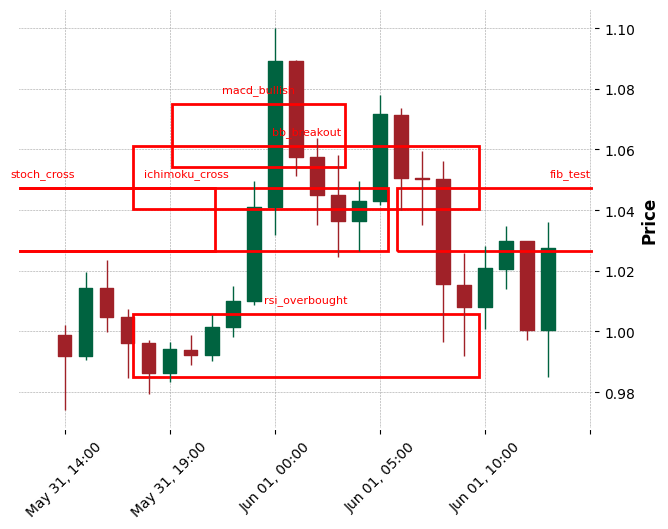 macd_bullish
bb_breakout
stoch_cross
ichimoku_cross
fib_test
rsi_overbought
1.10
1.08
1.06
1.04
1.02
1.00
0.98
Price
May 31, 14:00
May 31, 19:00
Jun 01, 00:00
Jun 01, 05:00
Jun 01, 10:00